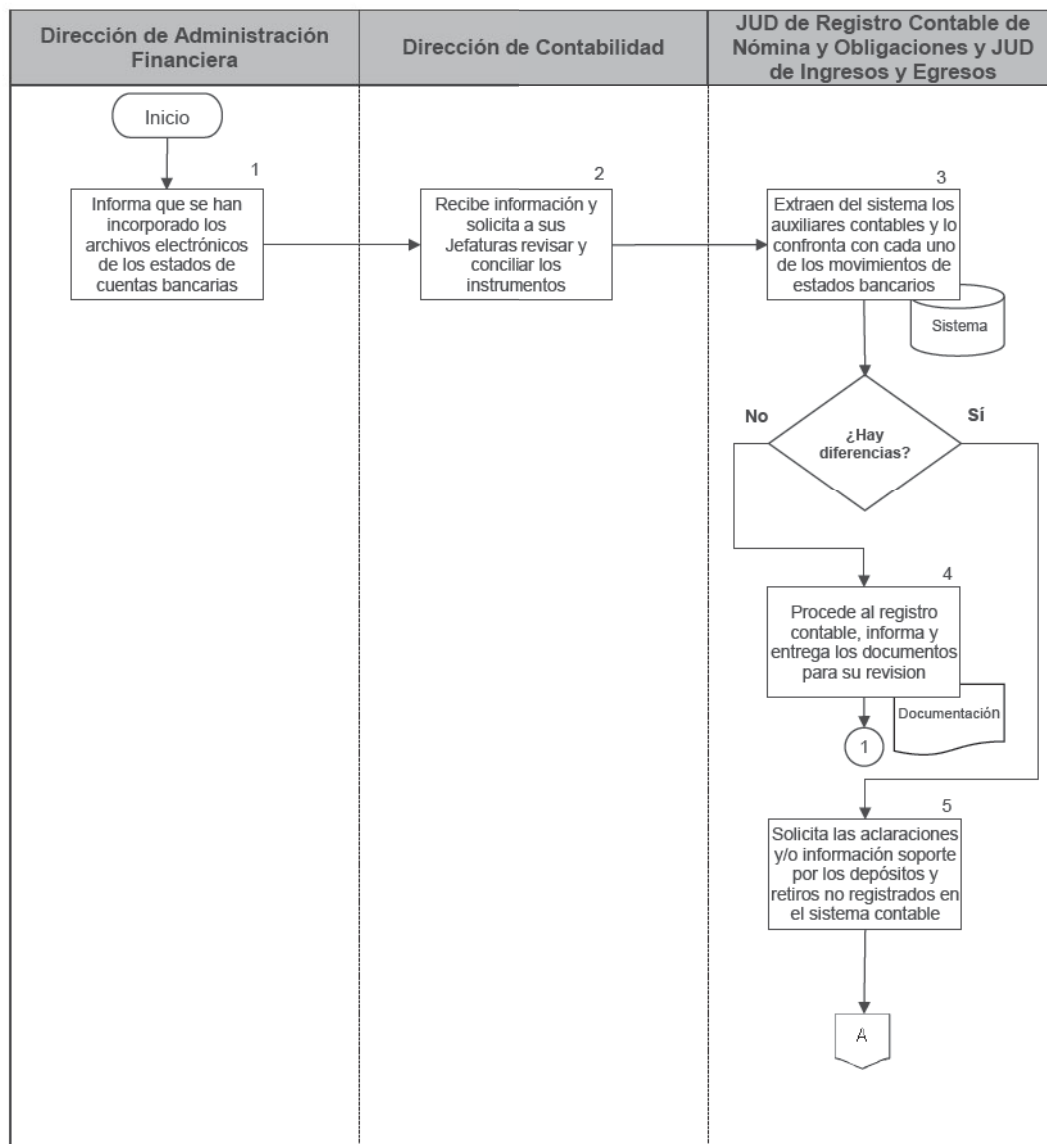 Dirección de Administración
Financiera
Dirección de Contabilidad
JUD de Registro Contable de
Nómina y Obligaciones y JUD
de Ingresos y Egresos
Inicio
1
Informa que se han
incorporado los
archivos electrónicos
de los estados de
cuentas bancarias
2
Recibe información y
solicita a sus
Jefaturas revisar y
conciliar los
instrumentos
3
Extraen del sistema los
auxiliares contables y lo
confronta con cada uno
de los movimientos de
estados bancarios
Sistema
No
Sí
¿Hay
diferencias?
4
Procede al registro
contable, informa y
entrega los documentos
para su revision
Documentación
1
5
Solicita las aclaraciones
y/o información soporte
por los depósitos y
retiros no registrados en
el sistema contable
A